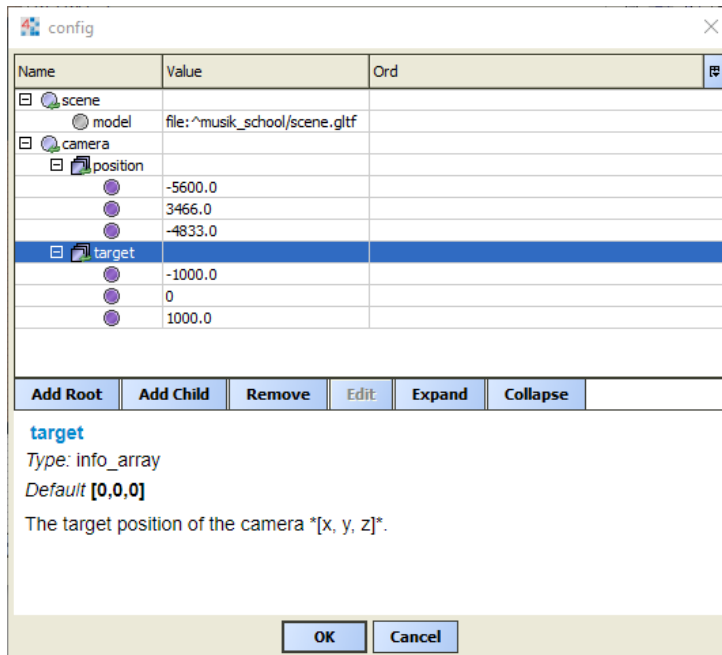 config
Name Value Ord
scene
model file:^musik_school/scene.gltf
camera
position
-5600.0
3466.0
-4833.0
target
-1000.0
0
1000.0
Add Root Add Child Remove Edit Expand Collapse
target
Type: info_array
Default [0,0,0]
The target position of the camera *[x, y, z]*.
OK Cancel